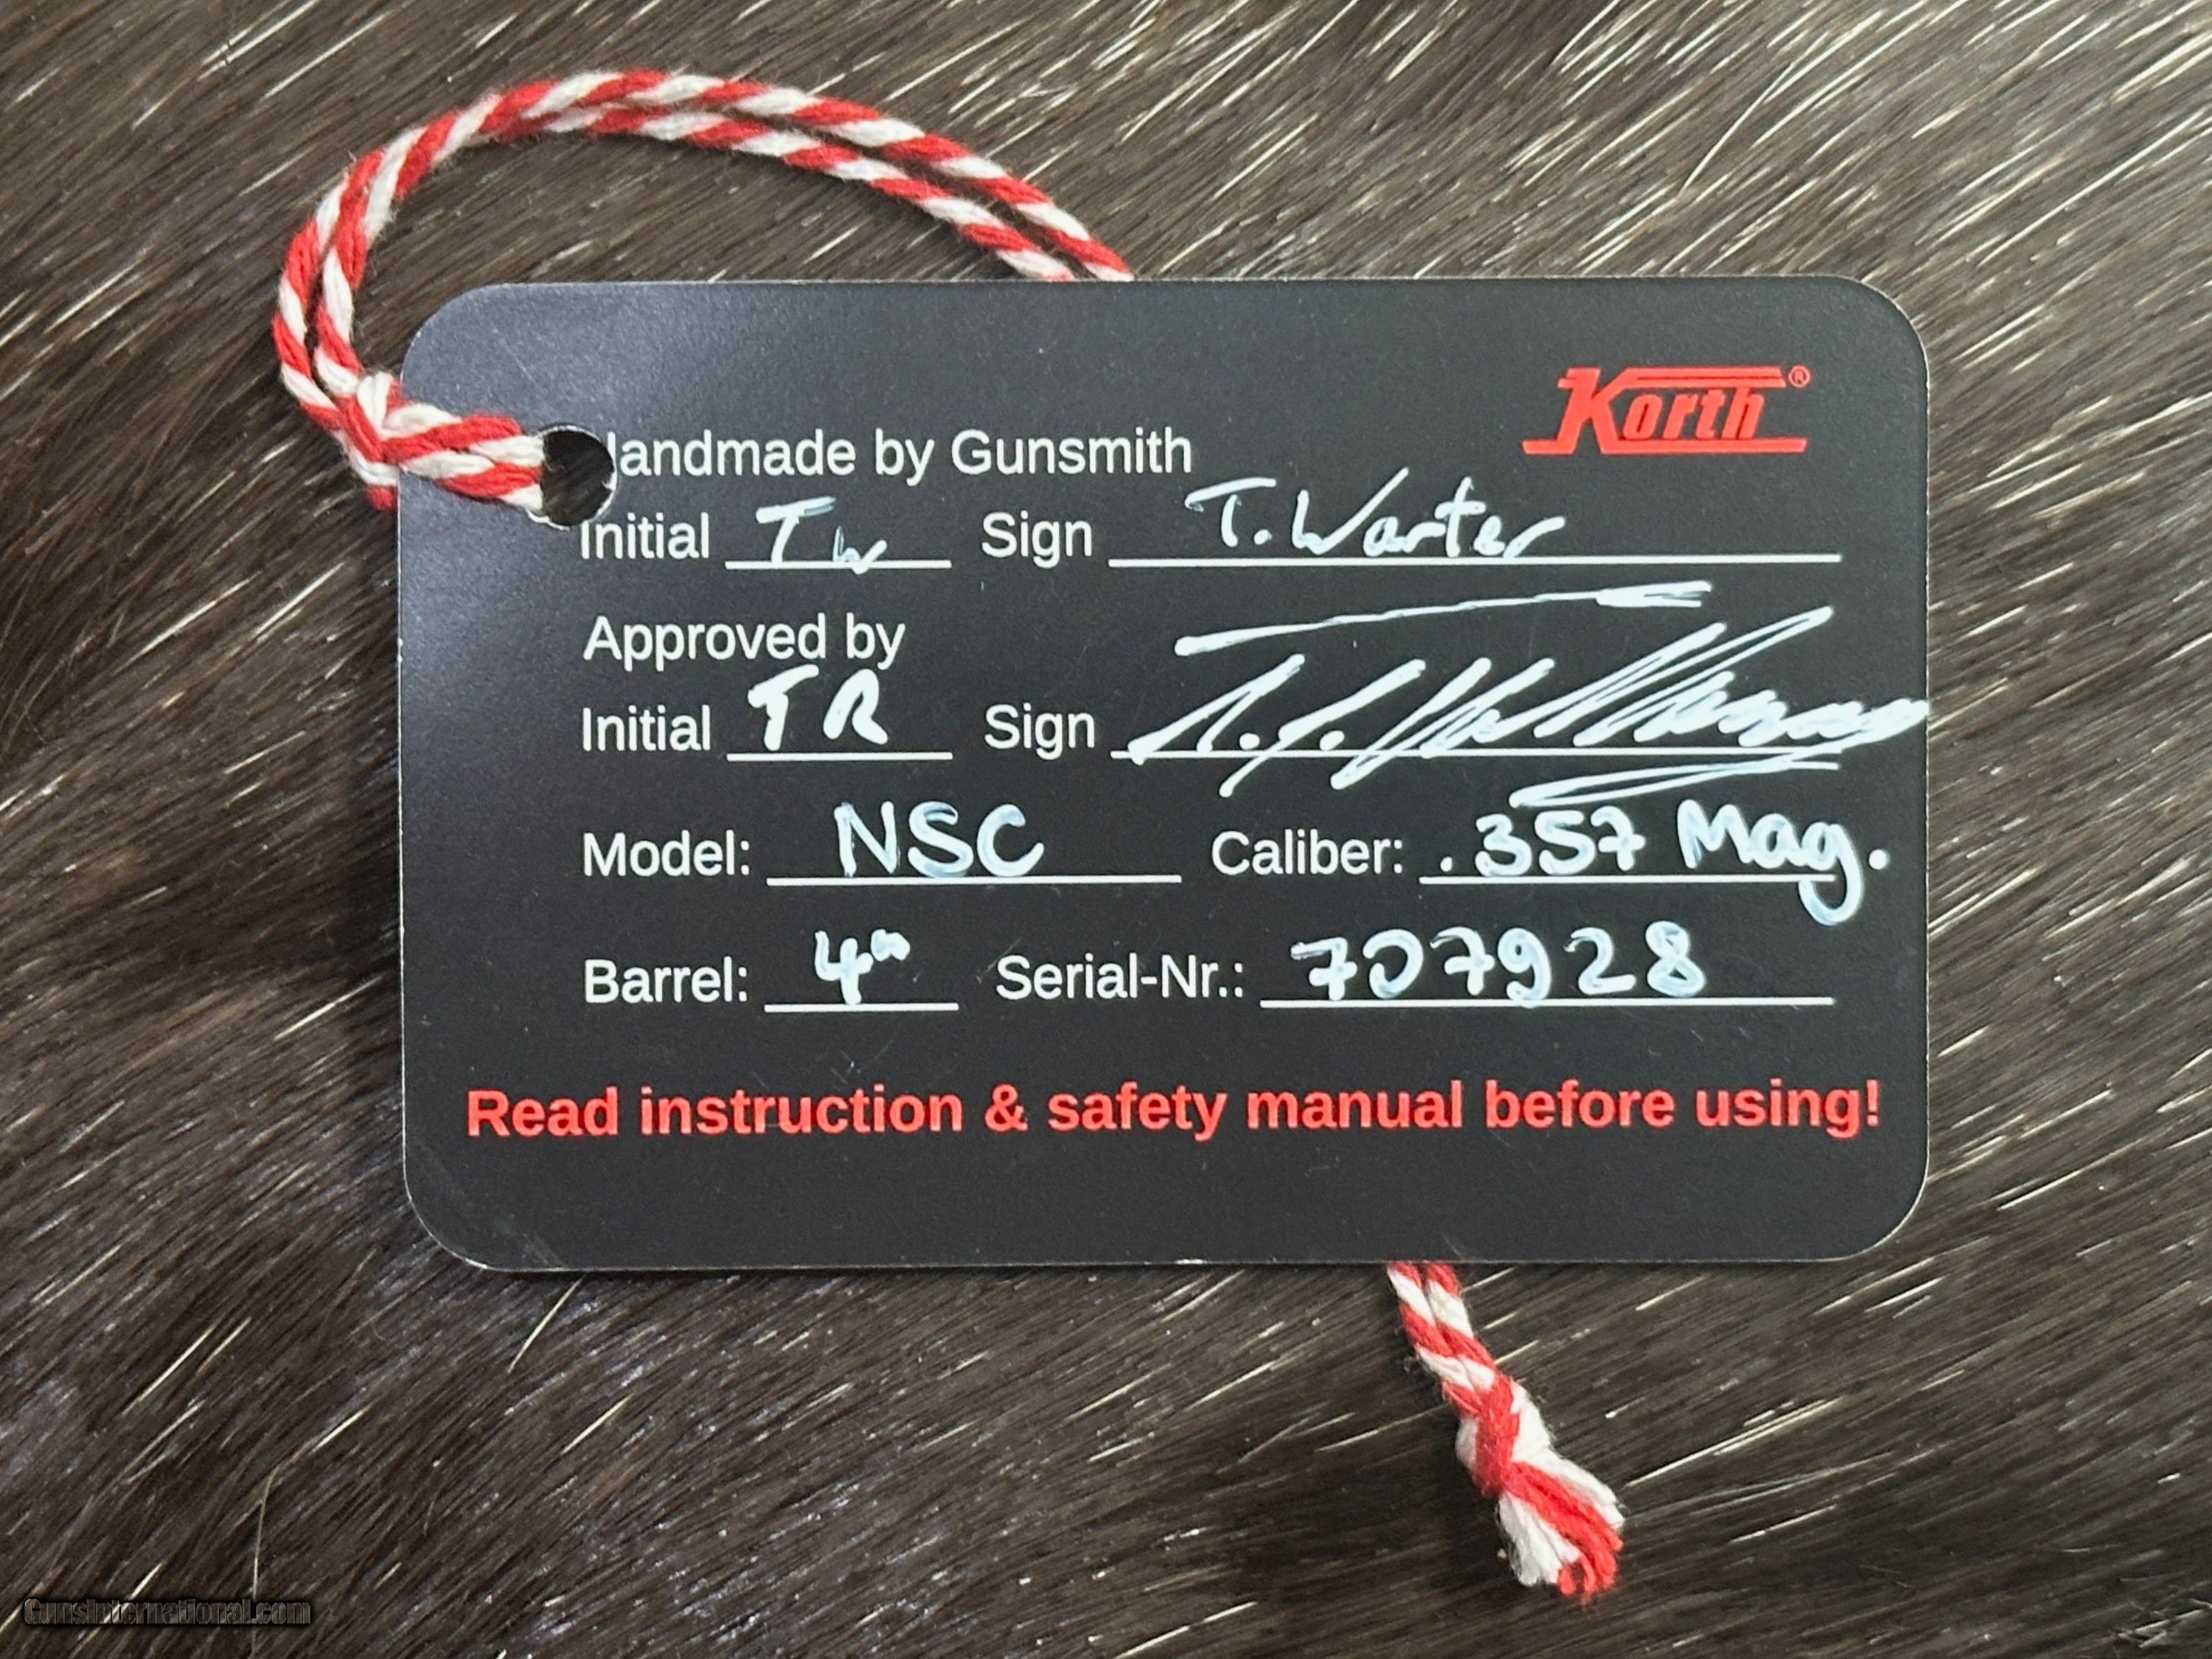 Korth®
Handmade by Gunsmith
Initial TW Sign T. Warter
Approved by
Initial TR Sign
Model: NSC Caliber: .357 Mag.
Barrel: 4" Serial-Nr.: 707928
Read instruction & safety manual before using!
GunsInternational.com